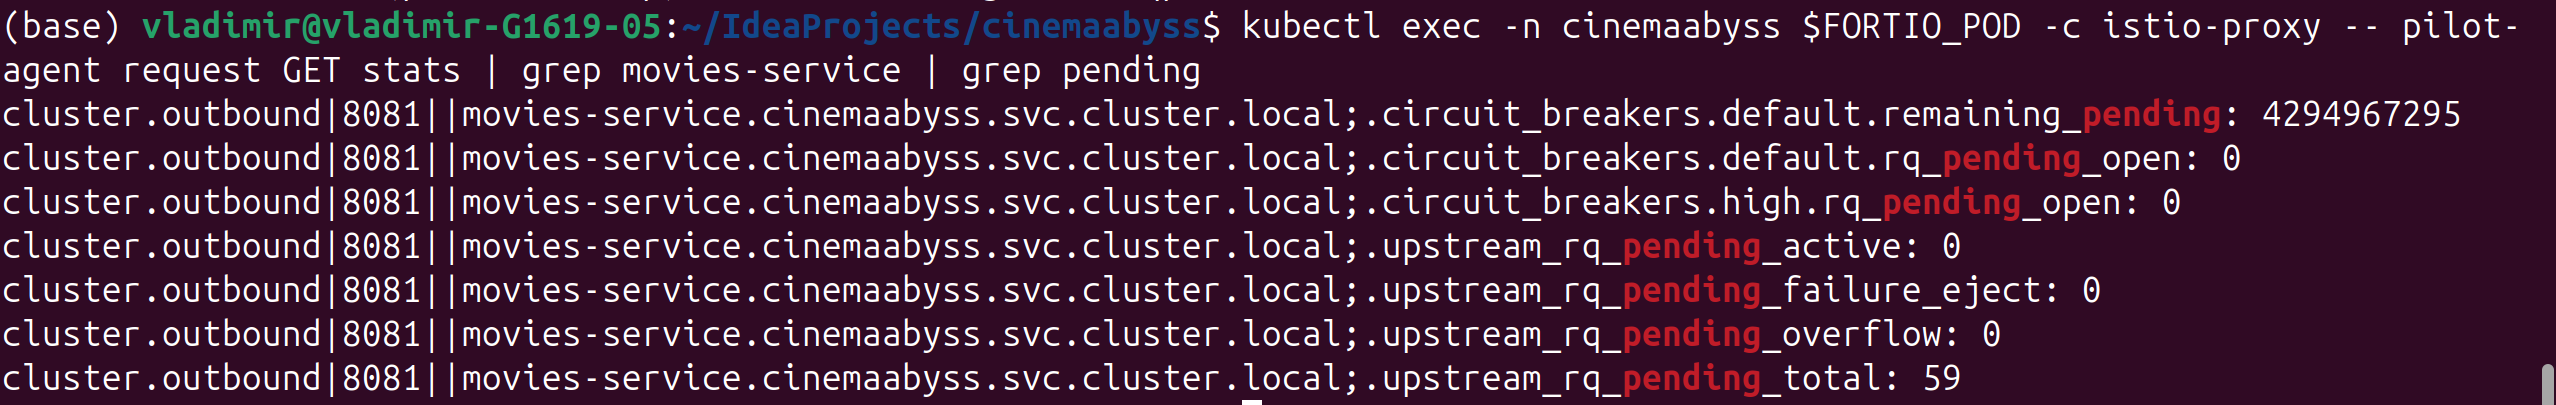 (base) vladimir@vladimir-G1619-05:~/IdeaProjects/cinemaabyss$ kubectl exec -n cinemaabyss $FORTIO_POD -c istio-proxy -- pilot-
agent request GET stats | grep movies-service | grep pending
cluster.outbound|8081||movies-service.cinemaabyss.svc.cluster.local;.circuit_breakers.default.remaining_pending: 4294967295
cluster.outbound|8081||movies-service.cinemaabyss.svc.cluster.local;.circuit_breakers.default.rq_pending_open: 0
cluster.outbound|8081||movies-service.cinemaabyss.svc.cluster.local;.circuit_breakers.high.rq_pending_open: 0
cluster.outbound|8081||movies-service.cinemaabyss.svc.cluster.local;.upstream_rq_pending_active: 0
cluster.outbound|8081||movies-service.cinemaabyss.svc.cluster.local;.upstream_rq_pending_failure_eject: 0
cluster.outbound|8081||movies-service.cinemaabyss.svc.cluster.local;.upstream_rq_pending_overflow: 0
cluster.outbound|8081||movies-service.cinemaabyss.svc.cluster.local;.upstream_rq_pending_total: 59